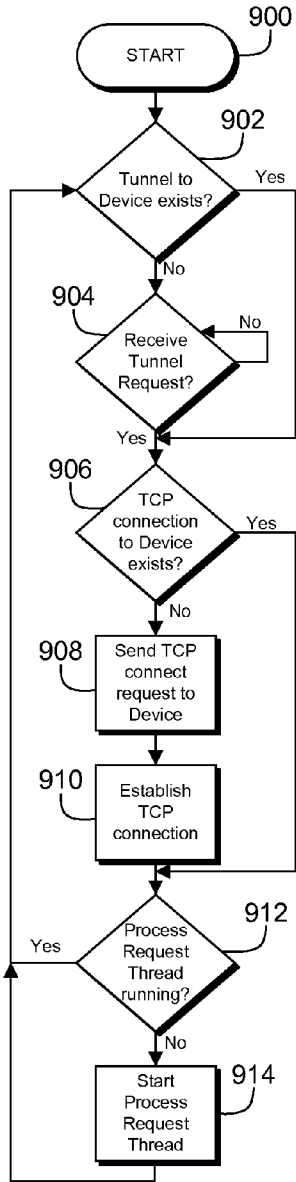 900
START
902
Tunnel to
Device exists?
Yes
No
904
No
Receive
Tunnel
Request?
Yes
906
TCP
connection
to Device
exists?
Yes
No
908
Send TCP
connect
request to
Device
910
Establish
TCP
connection
912
Yes
Process
Request
Thread
running?
No
914
Start
Process
Request
Thread